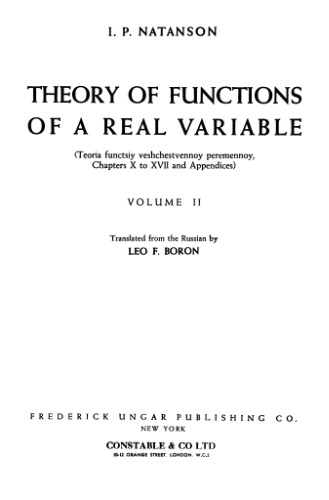 I. P. NATANSON
THEORY OF FUNCTIONS
OF A REAL VARIABLE
(Teoria functsiy veshchestvennoy peremennoy,
Chapters X to XVII and Appendices)
VOLUME II
Translated from the Russian by
LEO F. BORON
FREDERICK UNGAR PUBLISHING CO.
NEW YORK
CONSTABLE & CO LTD
10-12 ORANGE STREET, LONDON, W.C.2